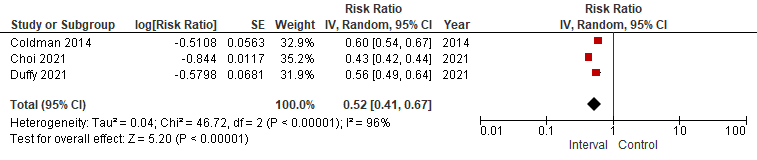 Risk Ratio Risk Ratio
Study or Subgroup log[Risk Ratio] SE Weight IV, Random, 95% CI Year IV, Random, 95% CI
Coldman 2014 -0.5108 0.0563 32.9% 0.60 [0.54, 0.67] 2014
Choi 2021 -0.844 0.0117 35.2% 0.43 [0.42, 0.44] 2021
Duffy 2021 -0.5798 0.0681 31.9% 0.56 [0.49, 0.64] 2021
Total (95% CI) 100.0% 0.52 [0.41, 0.67]
Heterogeneity: Tau² = 0.04; Chi² = 46.72, df = 2 (P < 0.00001); I² = 96%
Test for overall effect: Z = 5.20 (P < 0.00001)
0.01 0.1 1 10 100
Interval Control